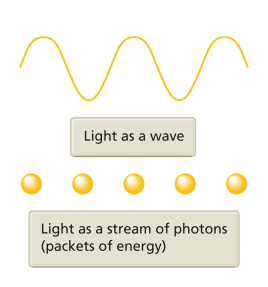 Light as a wave
Light as a stream of photons
(packets of energy)